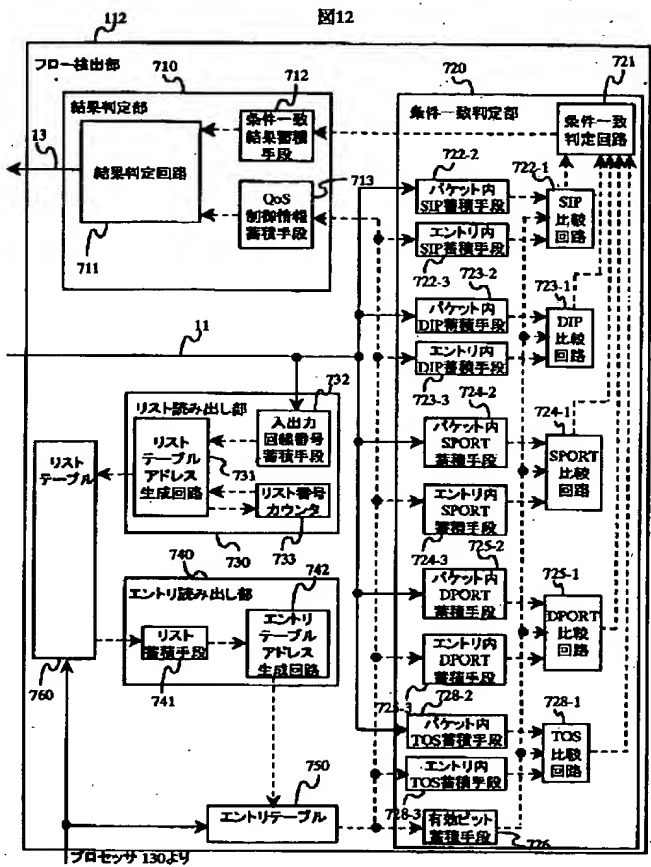 図12
112
フロー検出部
710
結果判定部
712
条件一致
結果蓄積
手段
13
結果判定回路
711
QoS
制御情報
蓄積手段
713
720
721
条件一致判定部
条件一致
判定回路
722-2
パケット内
SIP蓄積手段
722-1
SIP
比較
回路
エントリ内
SIP蓄積手段
722-3
723-2
パケット内
DIP蓄積手段
723-1
DIP
比較
回路
エントリ内
DIP蓄積手段
723-3
724-2
パケット内
SPORT
蓄積手段
724-1
SPORT
比較
回路
エントリ内
SPORT
蓄積手段
724-3
725-2
パケット内
DPORT
蓄積手段
725-1
DPORT
比較
回路
エントリ内
DPORT
蓄積手段
725-3
728-2
パケット内
TOS蓄積手段
728-1
TOS
比較
回路
エントリ内
TOS蓄積手段
728-3
有効ビット
蓄積手段
726
11
732
リスト読み出し部
入出力
回線番号
蓄積手段
リスト
テーブル
アドレス
生成回路
731
リスト番号
カウンタ
733
730
リスト
テーブル
760
740
742
エントリ読み出し部
リスト
蓄積手段
741
エントリ
テーブル
アドレス
生成回路
750
エントリテーブル
プロセッサ 130より